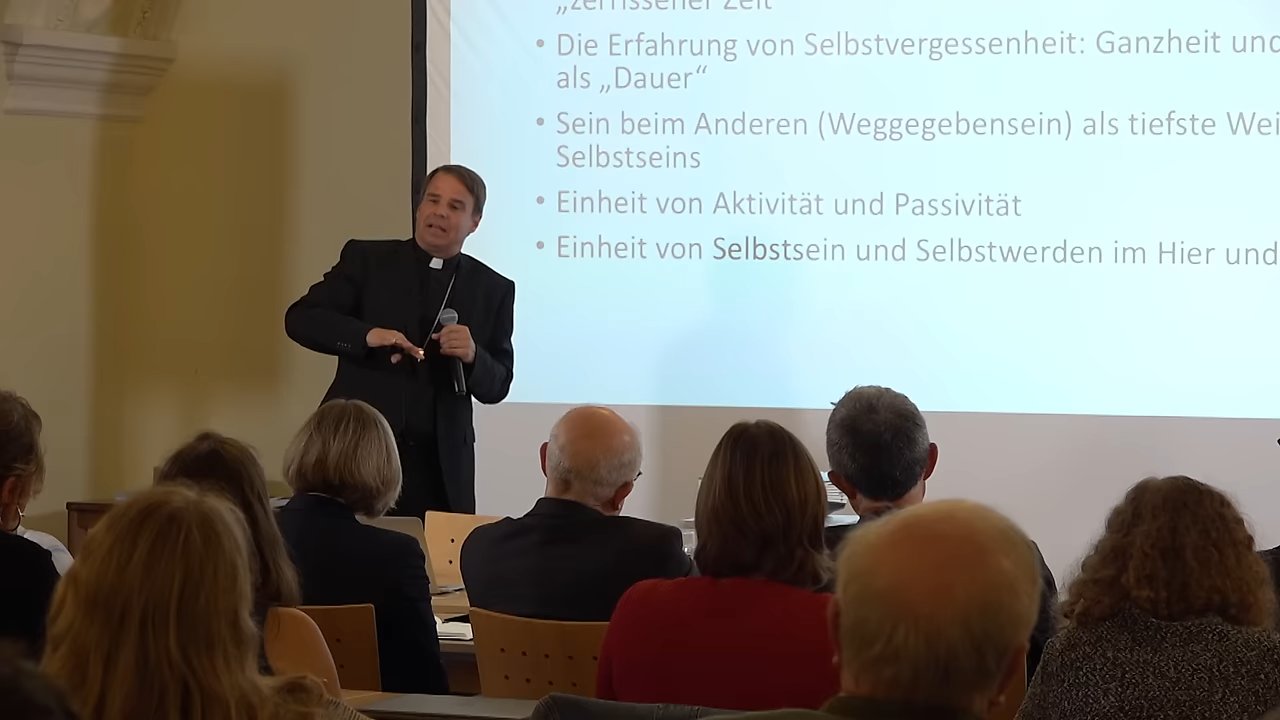 „zerrissener Zeit
• Die Erfahrung von Selbstvergessenheit: Ganzheit und
als „Dauer“
• Sein beim Anderen (Weggegebensein) als tiefste Wei
Selbstseins
• Einheit von Aktivität und Passivität
• Einheit von Selbstsein und Selbstwerden im Hier und